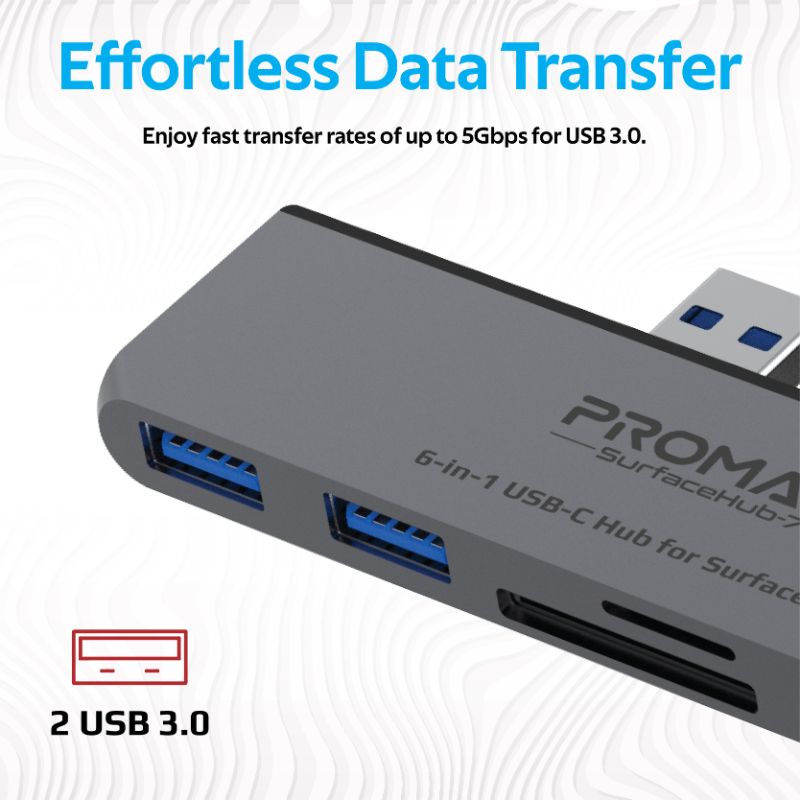 Effortless Data Transfer
Enjoy fast transfer rates of up to 5Gbps for USB 3.0.
PROMA
SurfaceHub-7
6-in-1 USB-C Hub for Surface
2 USB 3.0